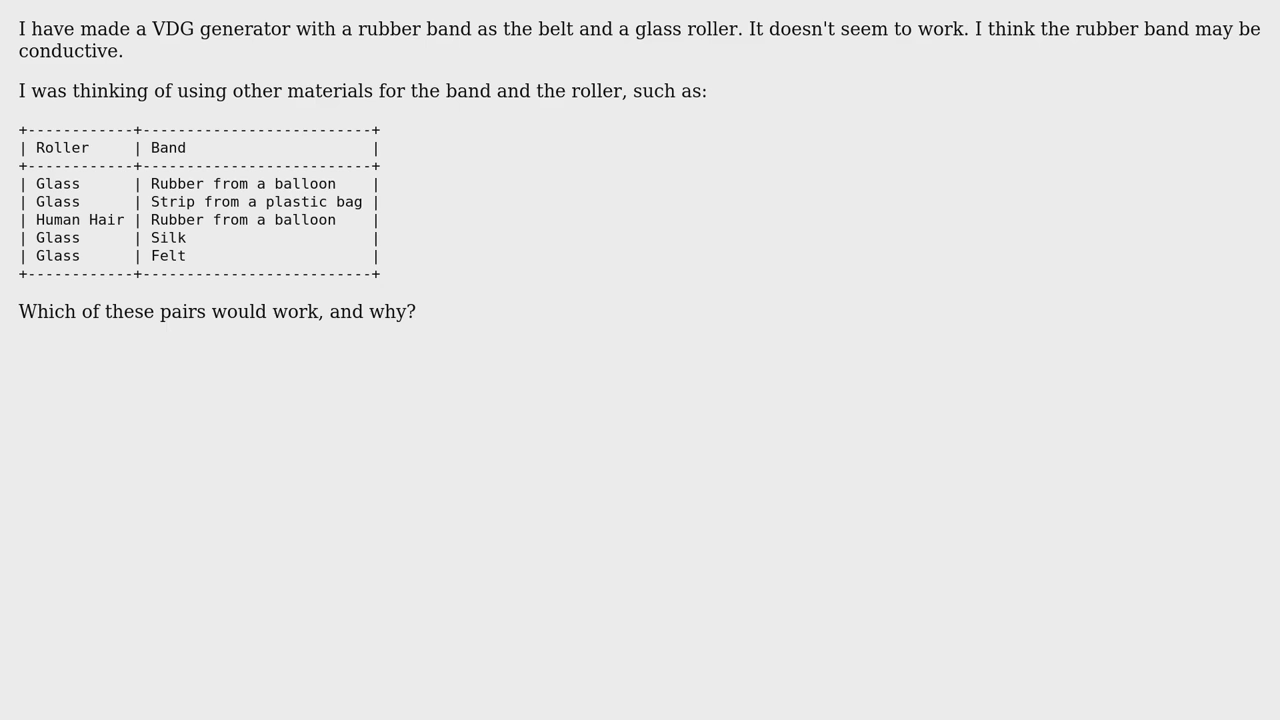 I have made a VDG generator with a rubber band as the belt and a glass roller. It doesn't seem to work. I think the rubber band may be
conductive.
I was thinking of using other materials for the band and the roller, such as:
+------------+--------------------------+
| Roller     | Band                     |
+------------+--------------------------+
| Glass      | Rubber from a balloon    |
| Glass      | Strip from a plastic bag |
| Human Hair | Rubber from a balloon    |
| Glass      | Silk                     |
| Glass      | Felt                     |
+------------+--------------------------+
Which of these pairs would work, and why?